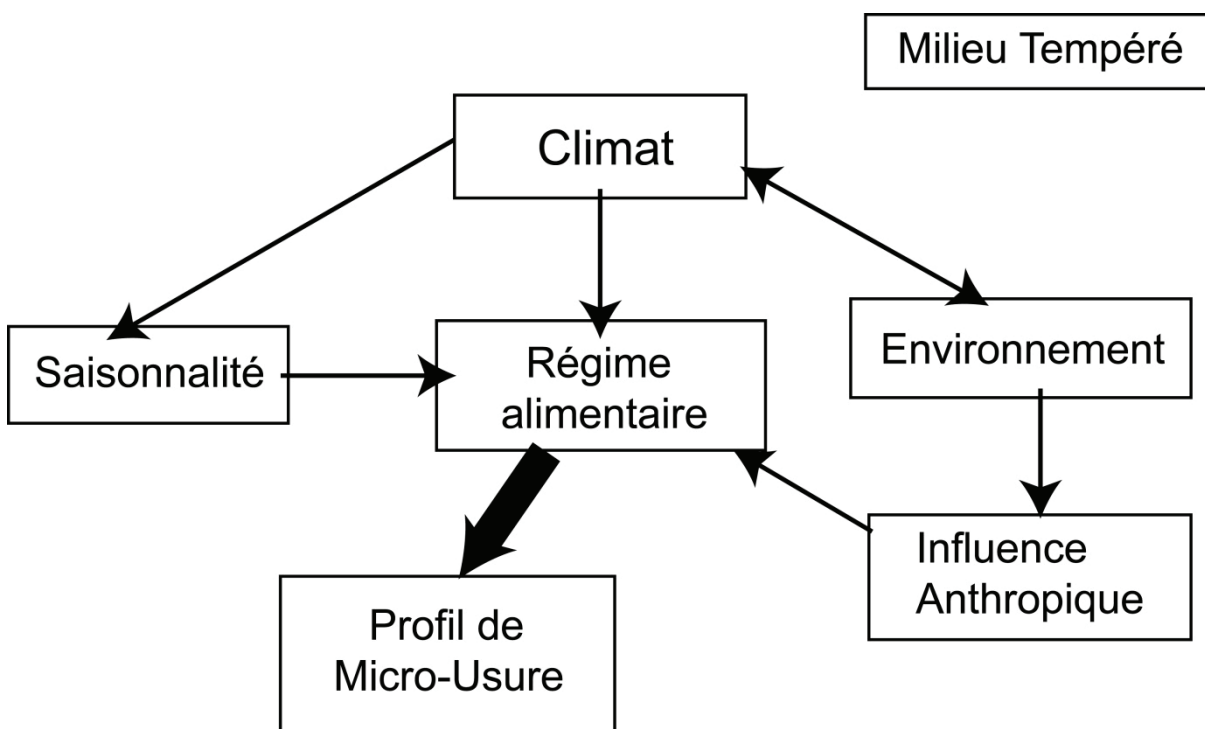 Milieu Tempéré
Climat
Saisonnalité
Régime
alimentaire
Environnement
Influence
Anthropique
Profil de
Micro-Usure